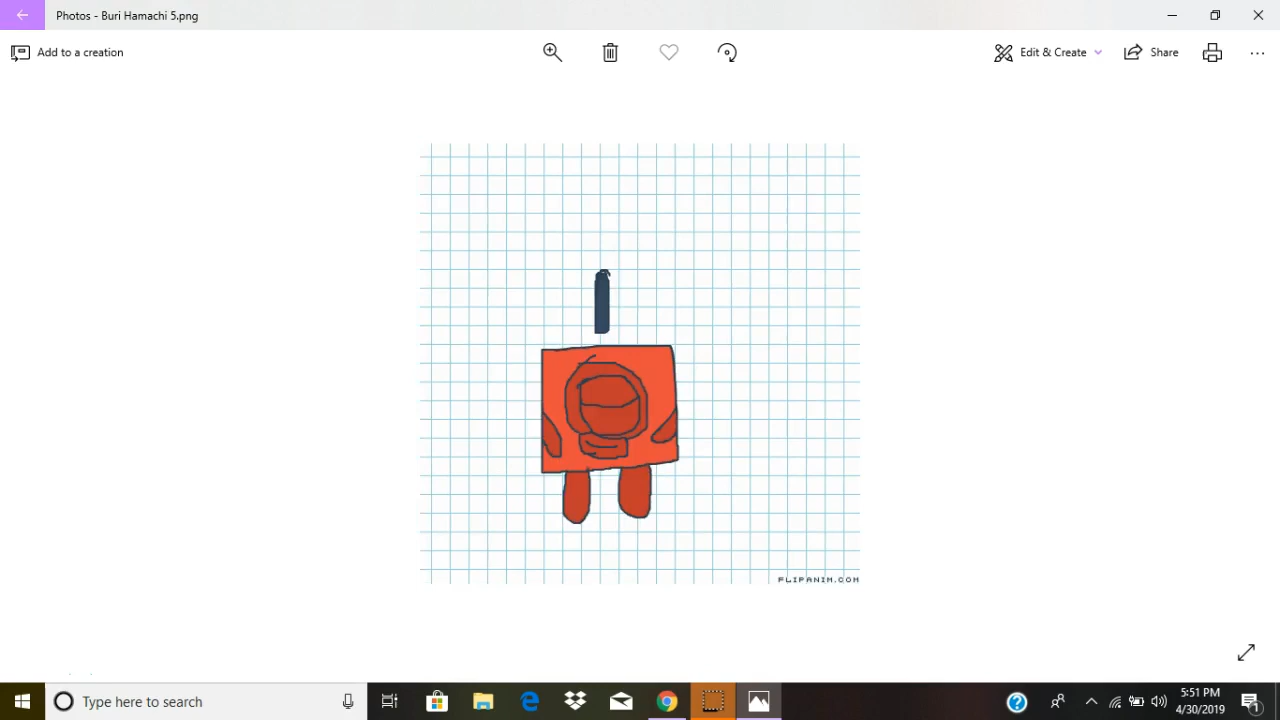 Photos - Buri Hamachi 5.png
Add to a creation
Edit & Create
Share
FLIPANIM.COM
Type here to search
5:51 PM
4/30/2019
1